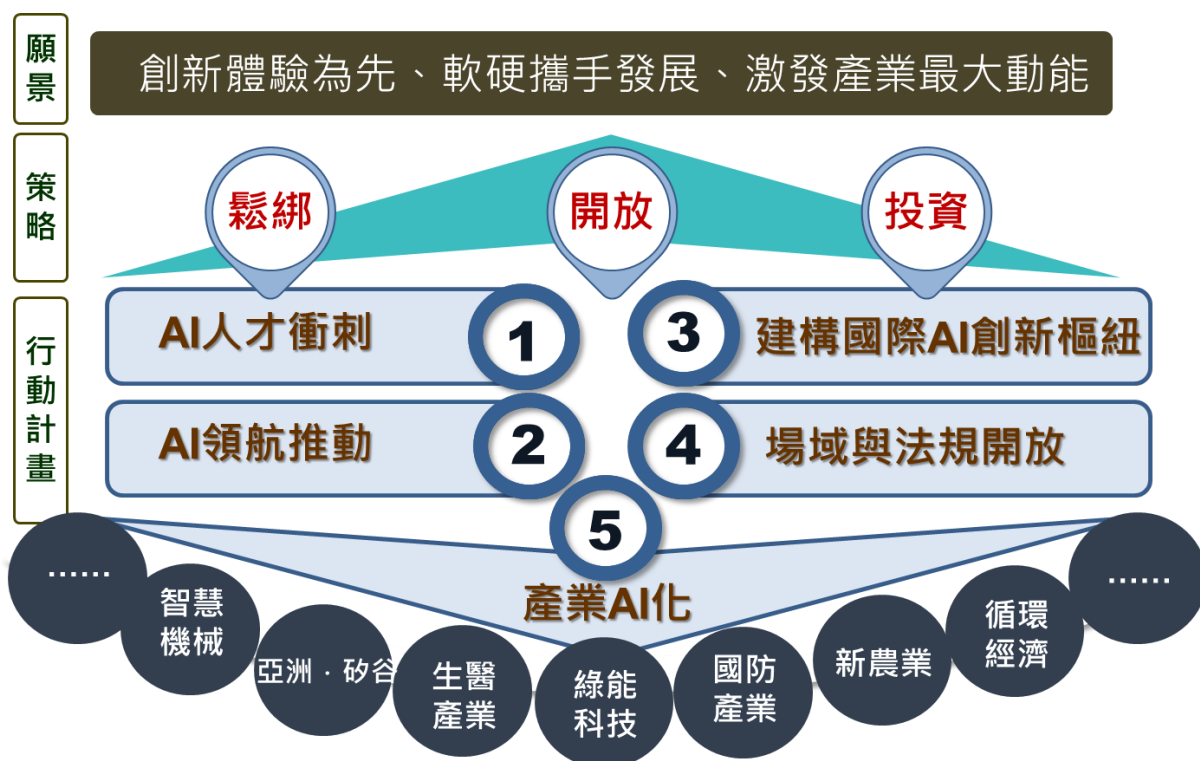 願景
創新體驗為先、軟硬攜手發展、激發產業最大動能
策略
鬆綁
開放
投資
行動計畫
AI人才衝刺
1
3
建構國際AI創新樞紐
AI領航推動
2
4
場域與法規開放
5
產業AI化
......
智慧
機械
亞洲．矽谷
生醫
產業
綠能
科技
國防
產業
新農業
循環
經濟
......